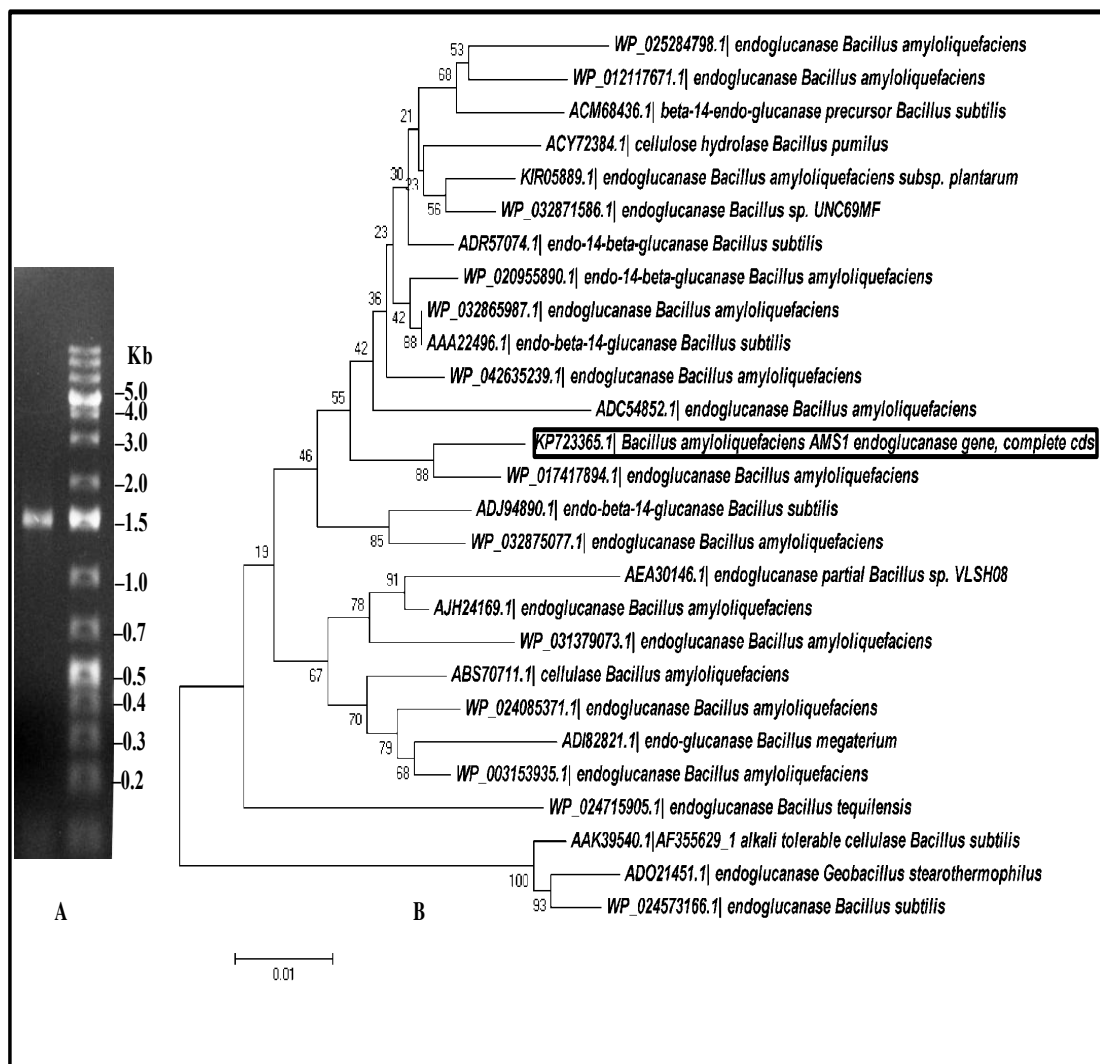 Kb
–5.0
–4.0
–3.0
–2.0
–1.5
–1.0
–0.7
–0.5
–0.4
–0.3
–0.2
A
WP_025284798.1| endoglucanase Bacillus amyloliquefaciens
53
WP_012117671.1| endoglucanase Bacillus amyloliquefaciens
68
ACM68436.1| beta-14-endo-glucanase precursor Bacillus subtilis
21
ACY72384.1| cellulose hydrolase Bacillus pumilus
30
23
KIR05889.1| endoglucanase Bacillus amyloliquefaciens subsp. plantarum
56
WP_032871586.1| endoglucanase Bacillus sp. UNC69MF
23
ADR57074.1| endo-14-beta-glucanase Bacillus subtilis
WP_020955890.1| endo-14-beta-glucanase Bacillus amyloliquefaciens
36
42
WP_032865987.1| endoglucanase Bacillus amyloliquefaciens
88
AAA22496.1| endo-beta-14-glucanase Bacillus subtilis
42
WP_042635239.1| endoglucanase Bacillus amyloliquefaciens
55
ADC54852.1| endoglucanase Bacillus amyloliquefaciens
KP723365.1| Bacillus amyloliquefaciens AMS1 endoglucanase gene, complete cds
46
88
WP_017417894.1| endoglucanase Bacillus amyloliquefaciens
ADJ94890.1| endo-beta-14-glucanase Bacillus subtilis
85
WP_032875077.1| endoglucanase Bacillus amyloliquefaciens
19
AEA30146.1| endoglucanase partial Bacillus sp. VLSH08
91
AJH24169.1| endoglucanase Bacillus amyloliquefaciens
78
WP_031379073.1| endoglucanase Bacillus amyloliquefaciens
67
ABS70711.1| cellulase Bacillus amyloliquefaciens
70
WP_024085371.1| endoglucanase Bacillus amyloliquefaciens
79
ADI82821.1| endo-glucanase Bacillus megaterium
68
WP_003153935.1| endoglucanase Bacillus amyloliquefaciens
WP_024715905.1| endoglucanase Bacillus tequilensis
AAK39540.1|AF355629_1 alkali tolerable cellulase Bacillus subtilis
100
ADO21451.1| endoglucanase Geobacillus stearothermophilus
93
WP_024573166.1| endoglucanase Bacillus subtilis
B
0.01